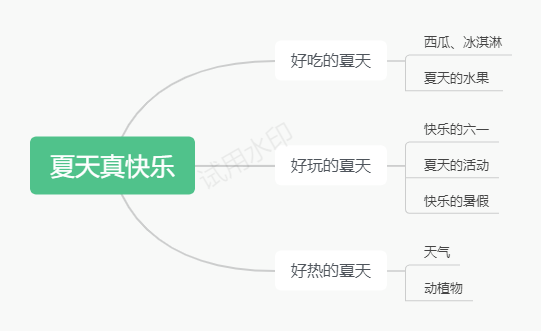 夏天真快乐
好吃的夏天
西瓜、冰淇淋
夏天的水果
好玩的夏天
快乐的六一
夏天的活动
快乐的暑假
好热的夏天
天气
动植物
试用水印